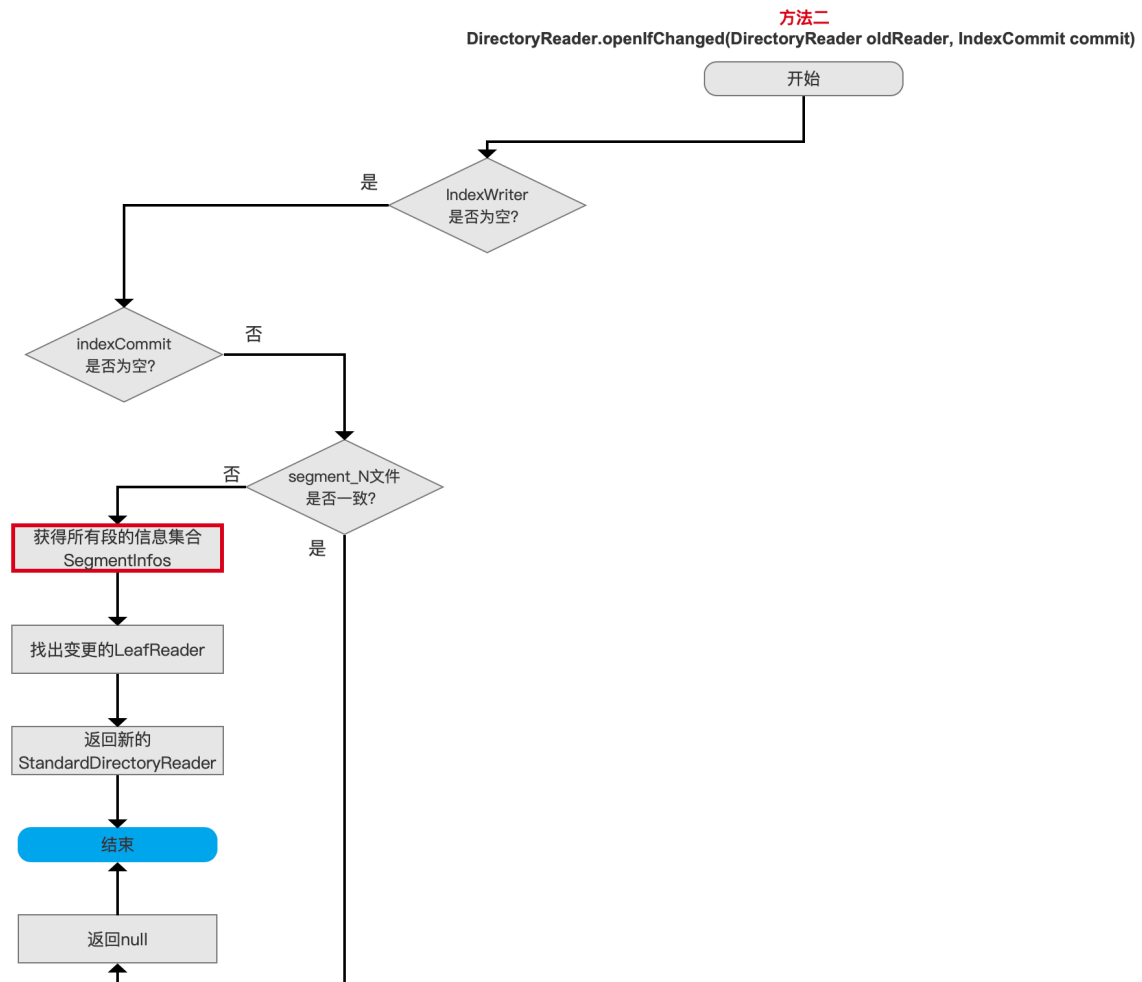 方法二
DirectoryReader.openIfChanged(DirectoryReader oldReader, IndexCommit commit)
开始
IndexWriter
是否为空?
是
indexCommit
是否为空?
否
segment_N文件
是否一致?
否
是
获得所有段的信息集合
SegmentInfos
找出变更的LeafReader
返回新的
StandardDirectoryReader
结束
返回null